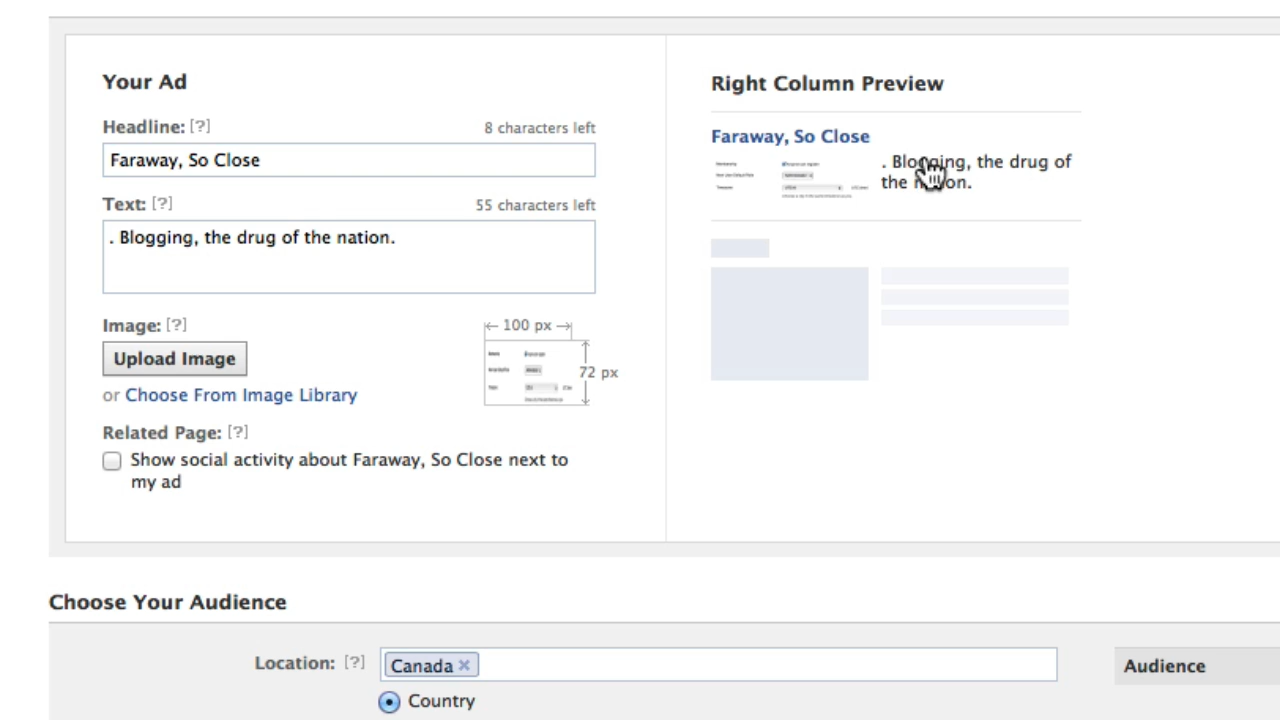 Your Ad
Headline: [?]
8 characters left
Faraway, So Close
Text: [?]
55 characters left
. Blogging, the drug of the nation.
Image: [?]
Upload Image
or Choose From Image Library
100 px
72 px
Related Page: [?]
Show social activity about Faraway, So Close next to
my ad
Right Column Preview
Faraway, So Close
. Blogging, the drug of
the nation.
Choose Your Audience
Location: [?]
Canada ×
Country
Audience